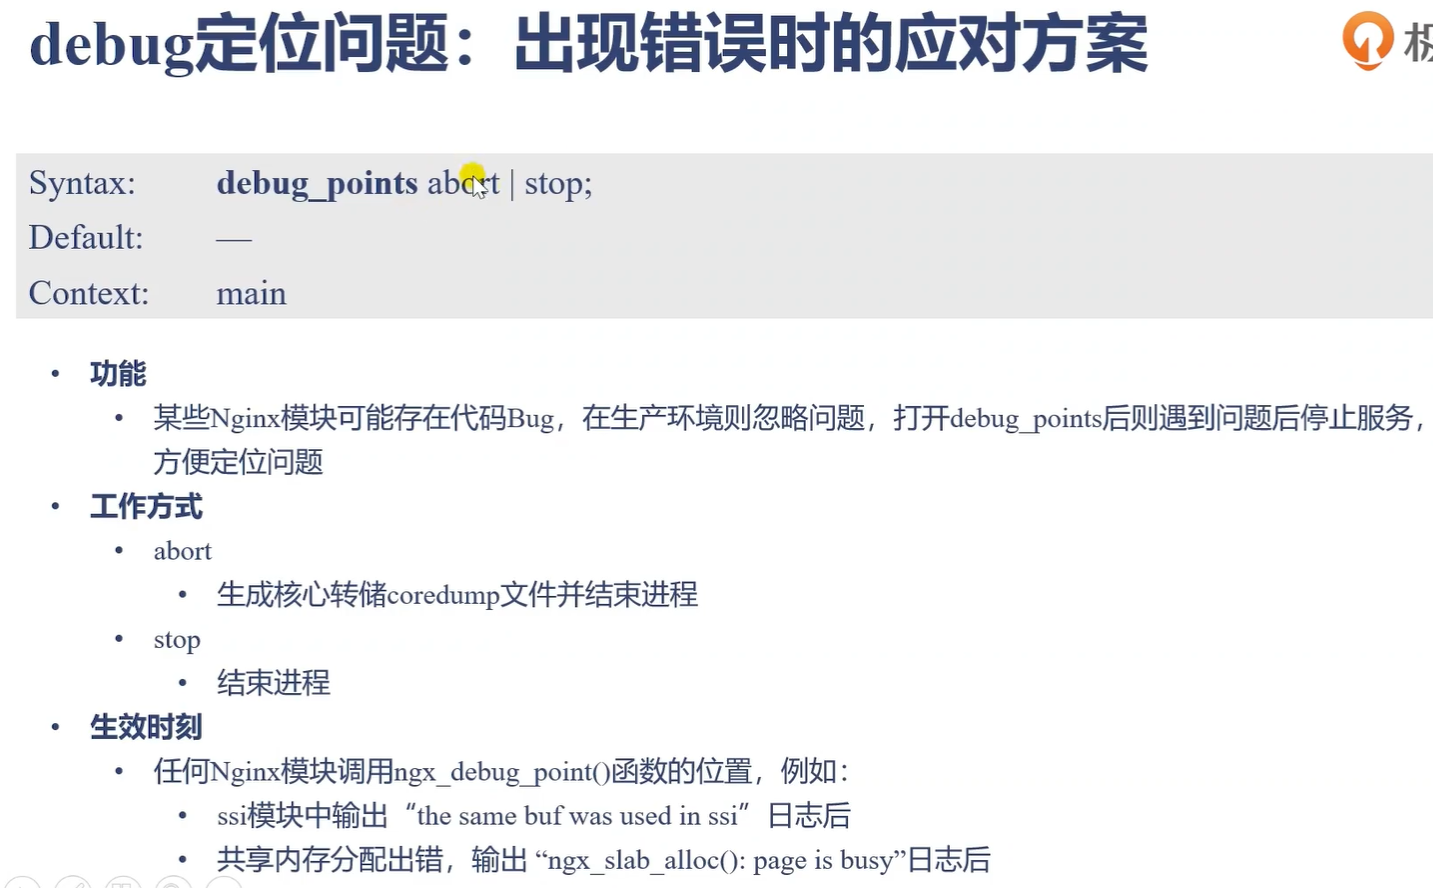 debug定位问题：出现错误时的应对方案
极
Syntax: debug_points abort | stop;
Default: —
Context: main
• 功能
• 某些Nginx模块可能存在代码Bug，在生产环境则忽略问题，打开debug_points后则遇到问题后停止服务，
方便定位问题
• 工作方式
• abort
• 生成核心转储coredump文件并结束进程
• stop
• 结束进程
• 生效时刻
• 任何Nginx模块调用ngx_debug_point()函数的位置，例如：
• ssi模块中输出“the same buf was used in ssi”日志后
• 共享内存分配出错，输出 “ngx_slab_alloc(): page is busy”日志后